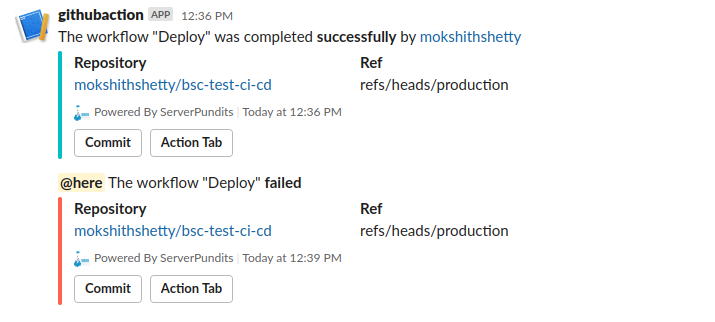 githubaction APP 12:36 PM
The workflow "Deploy" was completed successfully by mokshithshetty
Repository Ref
mokshithshetty/bsc-test-ci-cd refs/heads/production
Powered By ServerPundits | Today at 12:36 PM
Commit Action Tab
@here The workflow "Deploy" failed
Repository Ref
mokshithshetty/bsc-test-ci-cd refs/heads/production
Powered By ServerPundits | Today at 12:39 PM
Commit Action Tab